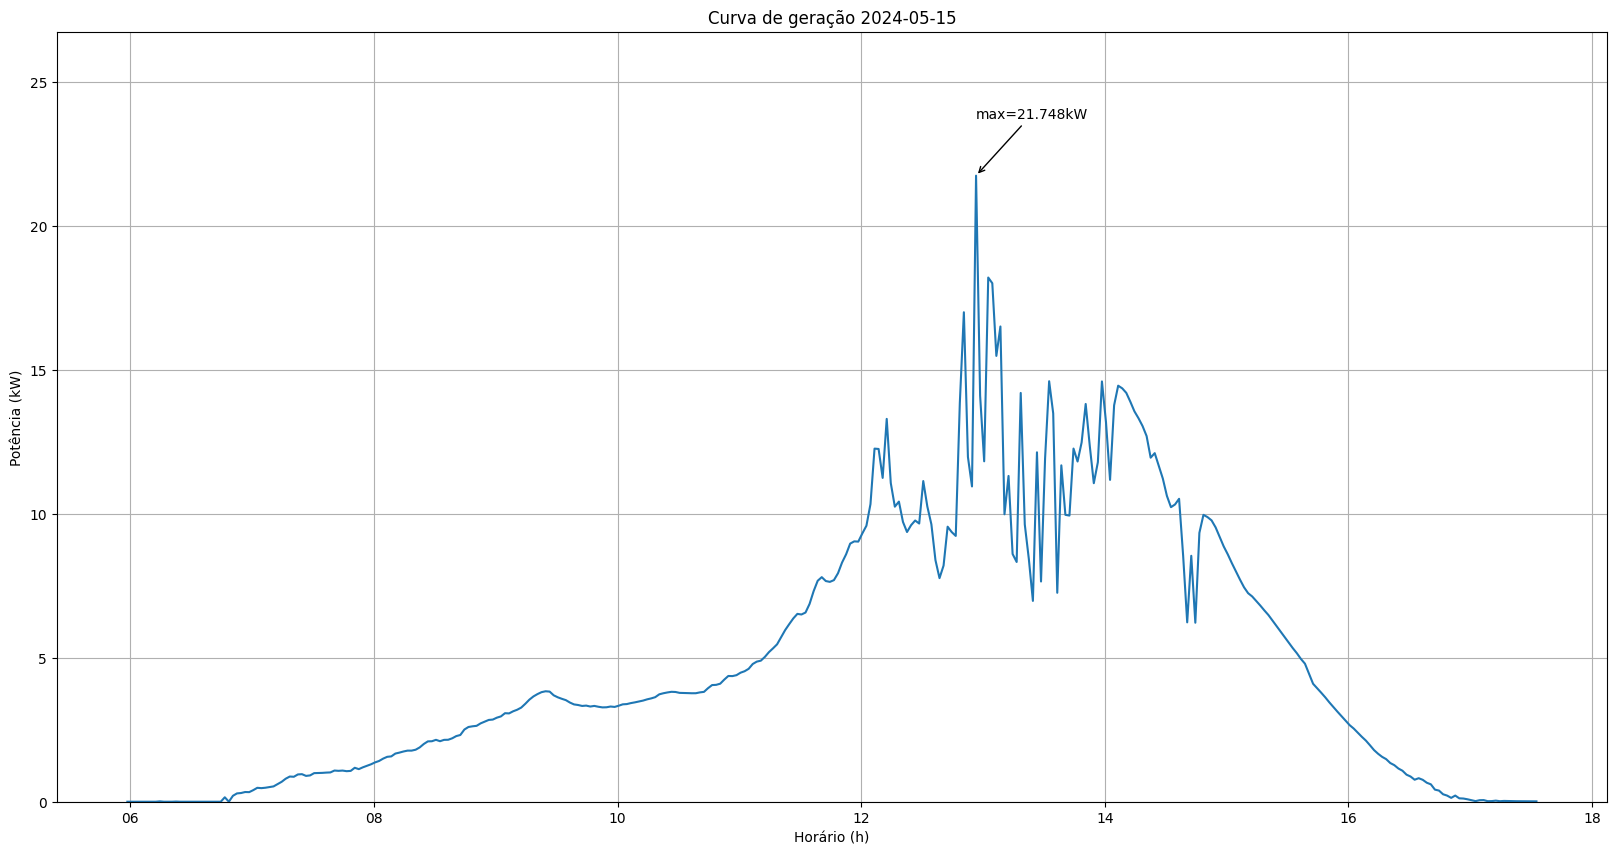 Curva de geração 2024-05-15
25
max=21.748kW
20
15
Potência (kW)
10
5
0
06 08 10 12 14 16 18
Horário (h)